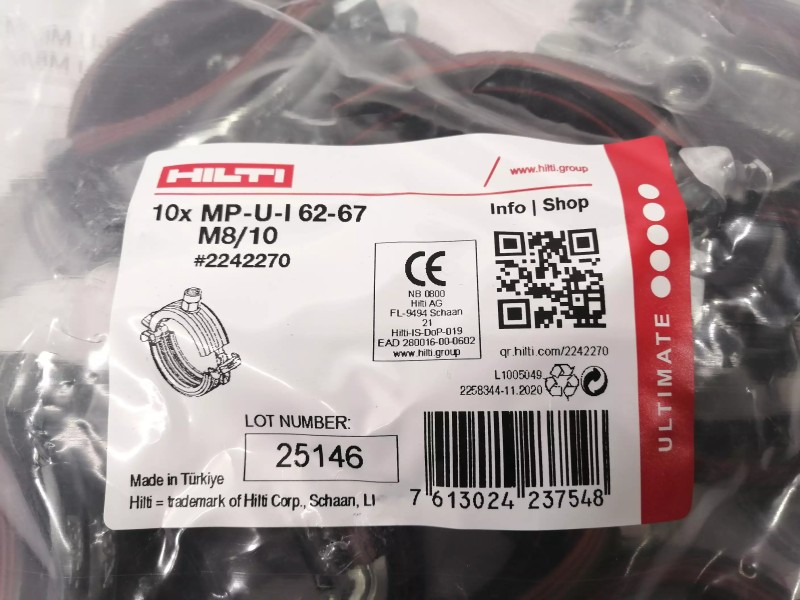 HILTI
www.hilti.group
10x MP-U-I 62-67
M8/10
#2242270
Info | Shop
CE
NB 0800
Hilti AG
FL-9494 Schaan
21
Hilti-IS-DoP-019
EAD 280016-00-0602
www.hilti.group
qr.hilti.com/2242270
L1005049
2258344-11.2020
ULTIMATE
LOT NUMBER:
25146
Made in Türkiye
Hilti = trademark of Hilti Corp., Schaan, LI
7 613024 237548